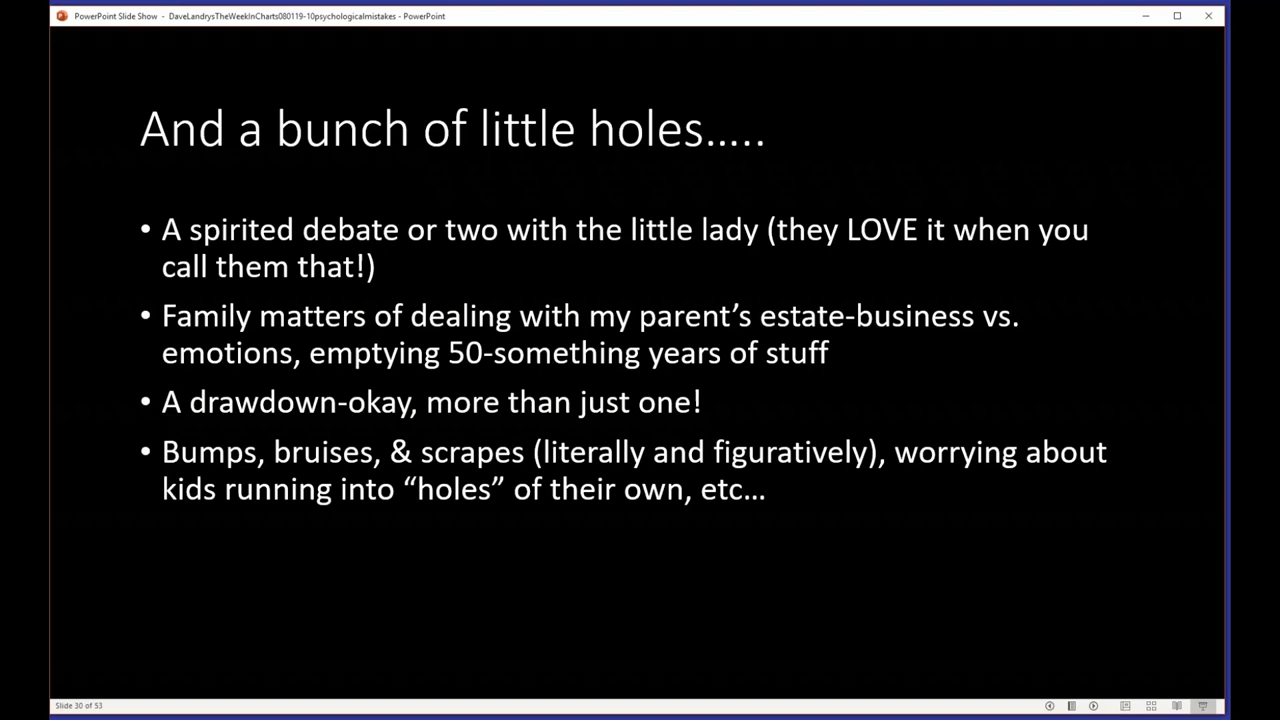 PowerPoint Slide Show - DaveLandrysTheWeekInCharts080119-10psychologicalmistakes - PowerPoint
And a bunch of little holes…..
• A spirited debate or two with the little lady (they LOVE it when you
call them that!)
• Family matters of dealing with my parent’s estate-business vs.
emotions, emptying 50-something years of stuff
• A drawdown-okay, more than just one!
• Bumps, bruises, & scrapes (literally and figuratively), worrying about
kids running into “holes” of their own, etc…
Slide 30 of 53